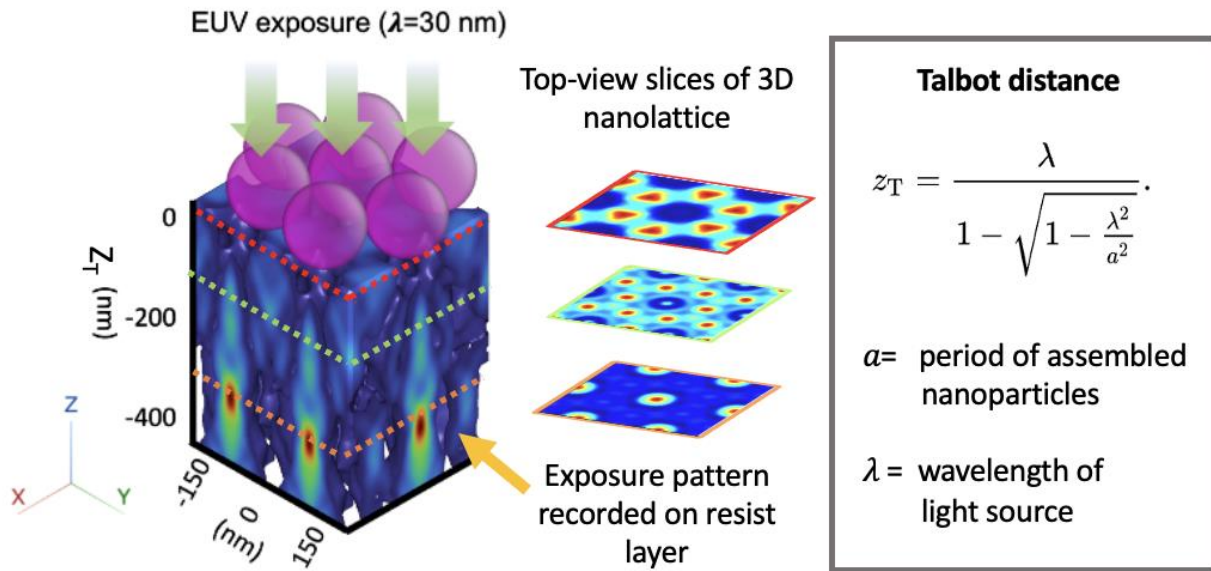 EUV exposure (λ=30 nm)
Top-view slices of 3D
nanolattice
0
-200
-400
Z_T (nm)
Z
X
Y
-150
0
150
(nm)
Exposure pattern
recorded on resist
layer
Talbot distance
z_T = λ / (1 − √(1 − λ²/a²)).
a= period of assembled
nanoparticles
λ = wavelength of
light source